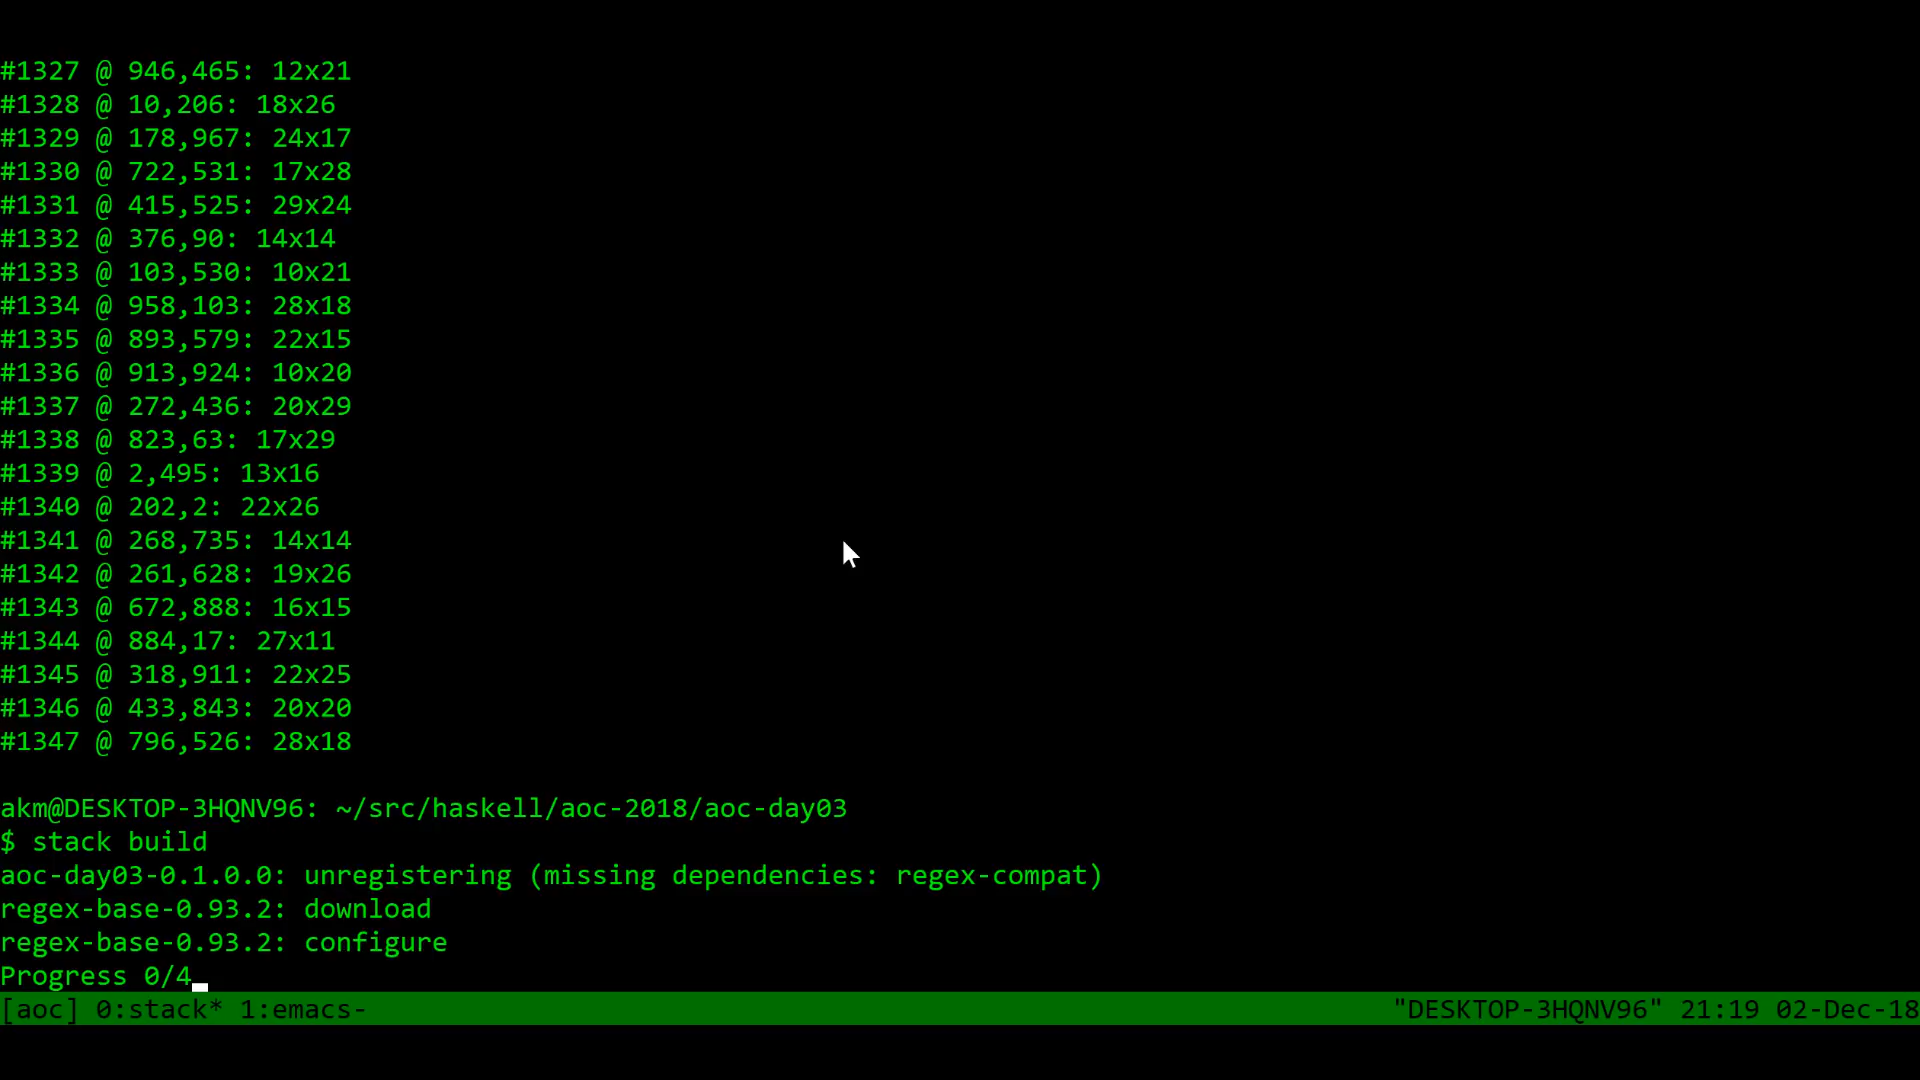 #1327 @ 946,465: 12x21
#1328 @ 10,206: 18x26
#1329 @ 178,967: 24x17
#1330 @ 722,531: 17x28
#1331 @ 415,525: 29x24
#1332 @ 376,90: 14x14
#1333 @ 103,530: 10x21
#1334 @ 958,103: 28x18
#1335 @ 893,579: 22x15
#1336 @ 913,924: 10x20
#1337 @ 272,436: 20x29
#1338 @ 823,63: 17x29
#1339 @ 2,495: 13x16
#1340 @ 202,2: 22x26
#1341 @ 268,735: 14x14
#1342 @ 261,628: 19x26
#1343 @ 672,888: 16x15
#1344 @ 884,17: 27x11
#1345 @ 318,911: 22x25
#1346 @ 433,843: 20x20
#1347 @ 796,526: 28x18
akm@DESKTOP-3HQNV96: ~/src/haskell/aoc-2018/aoc-day03
$ stack build
aoc-day03-0.1.0.0: unregistering (missing dependencies: regex-compat)
regex-base-0.93.2: download
regex-base-0.93.2: configure
Progress 0/4
[aoc] 0:stack* 1:emacs- "DESKTOP-3HQNV96" 21:19 02-Dec-18